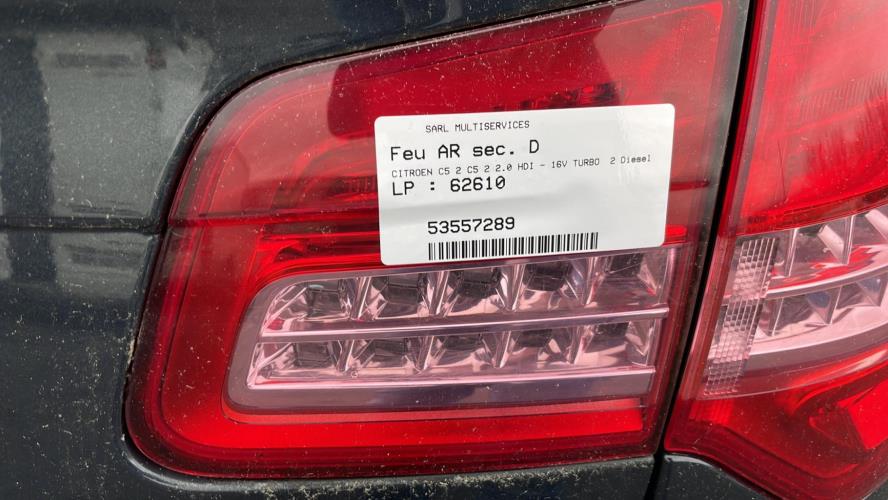 SARL MULTISERVICES
Feu AR sec. D
CITROEN C5 2 C5 2 2.0 HDI - 16V TURBO 2 Diesel
LP : 62610
53557289